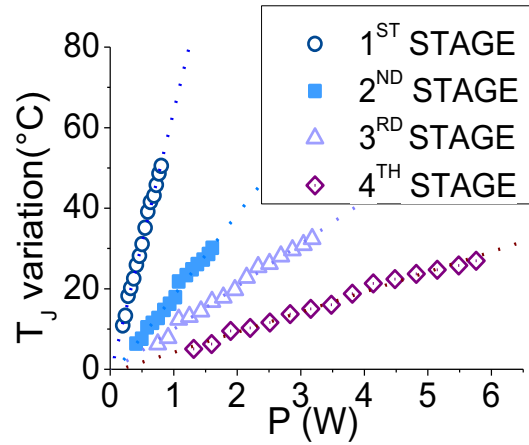 1ST STAGE
2ND STAGE
3RD STAGE
4TH STAGE
80
60
40
20
0
TJ variation(°C)
0 1 2 3 4 5 6
P (W)